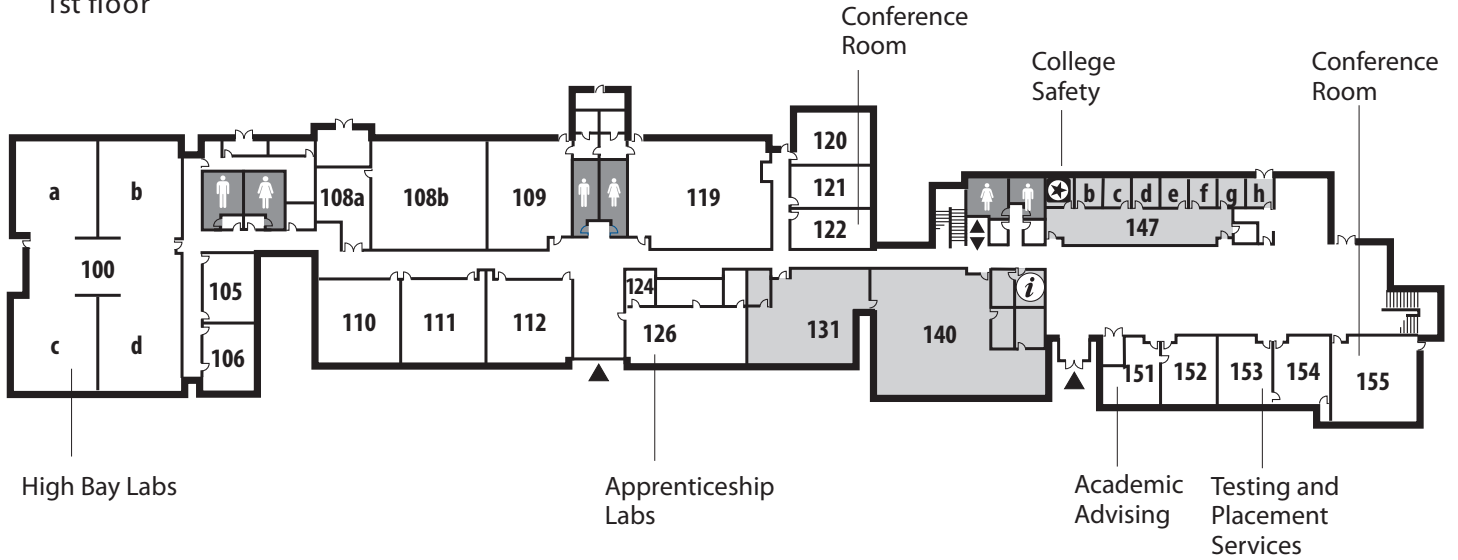 1st floor
Conference
Room
College
Safety
Conference
Room
120
121
122
a
b
100
c
d
108a
108b
109
119
b c d e f g h
147
105
106
110
111
112
124
126
131
140
i
151
152
153
154
155
High Bay Labs
Apprenticeship
Labs
Academic
Advising
Testing and
Placement
Services